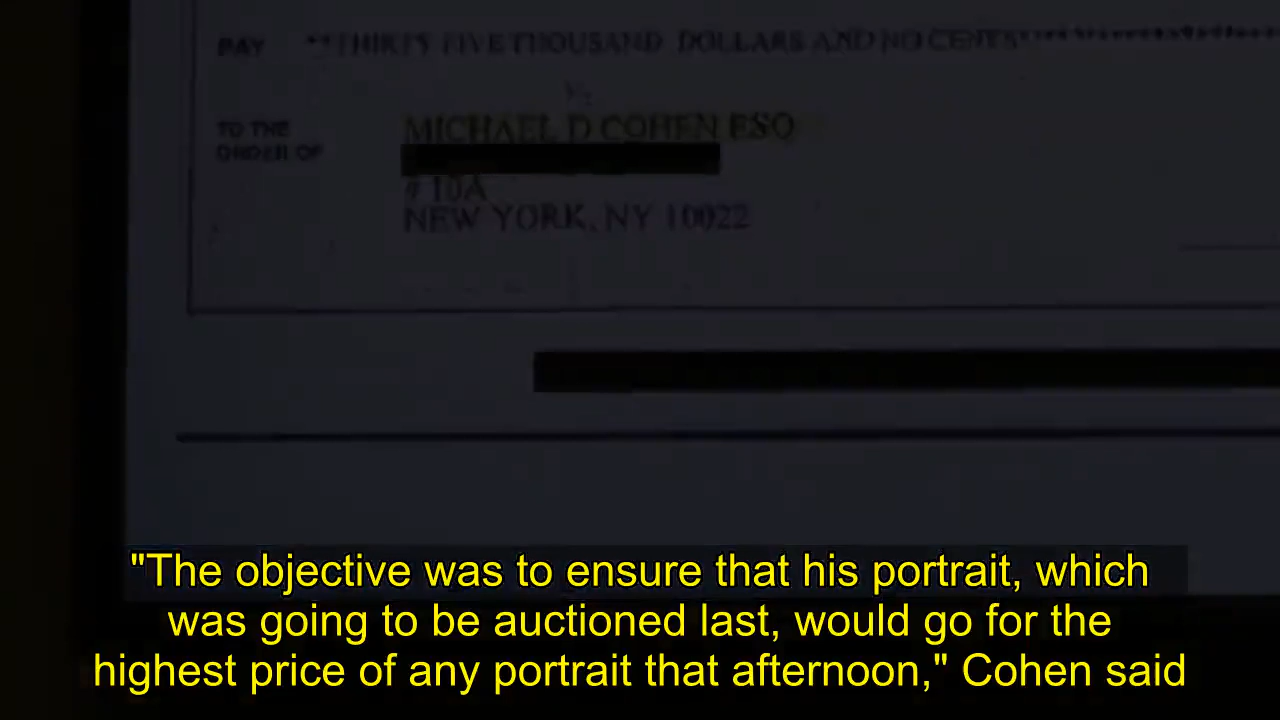 PAY **THIRTY FIVE THOUSAND DOLLARS AND NO CENTS
TO THE
ORDER OF
MICHAEL D COHEN ESQ
# 10A
NEW YORK, NY 10022
"The objective was to ensure that his portrait, which
was going to be auctioned last, would go for the
highest price of any portrait that afternoon," Cohen said